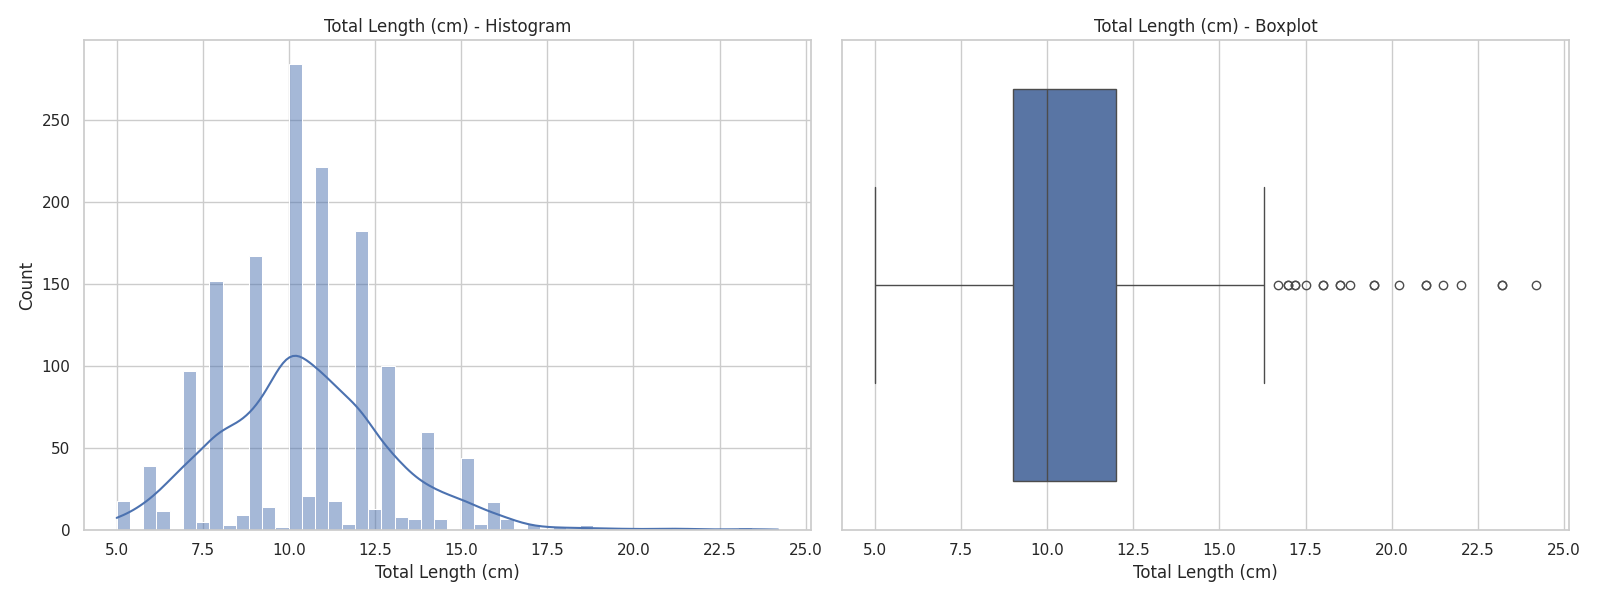 Total Length (cm) - Histogram
Count
250
200
150
100
50
0
5.0 7.5 10.0 12.5 15.0 17.5 20.0 22.5 25.0
Total Length (cm)
Total Length (cm) - Boxplot
5.0 7.5 10.0 12.5 15.0 17.5 20.0 22.5 25.0
Total Length (cm)